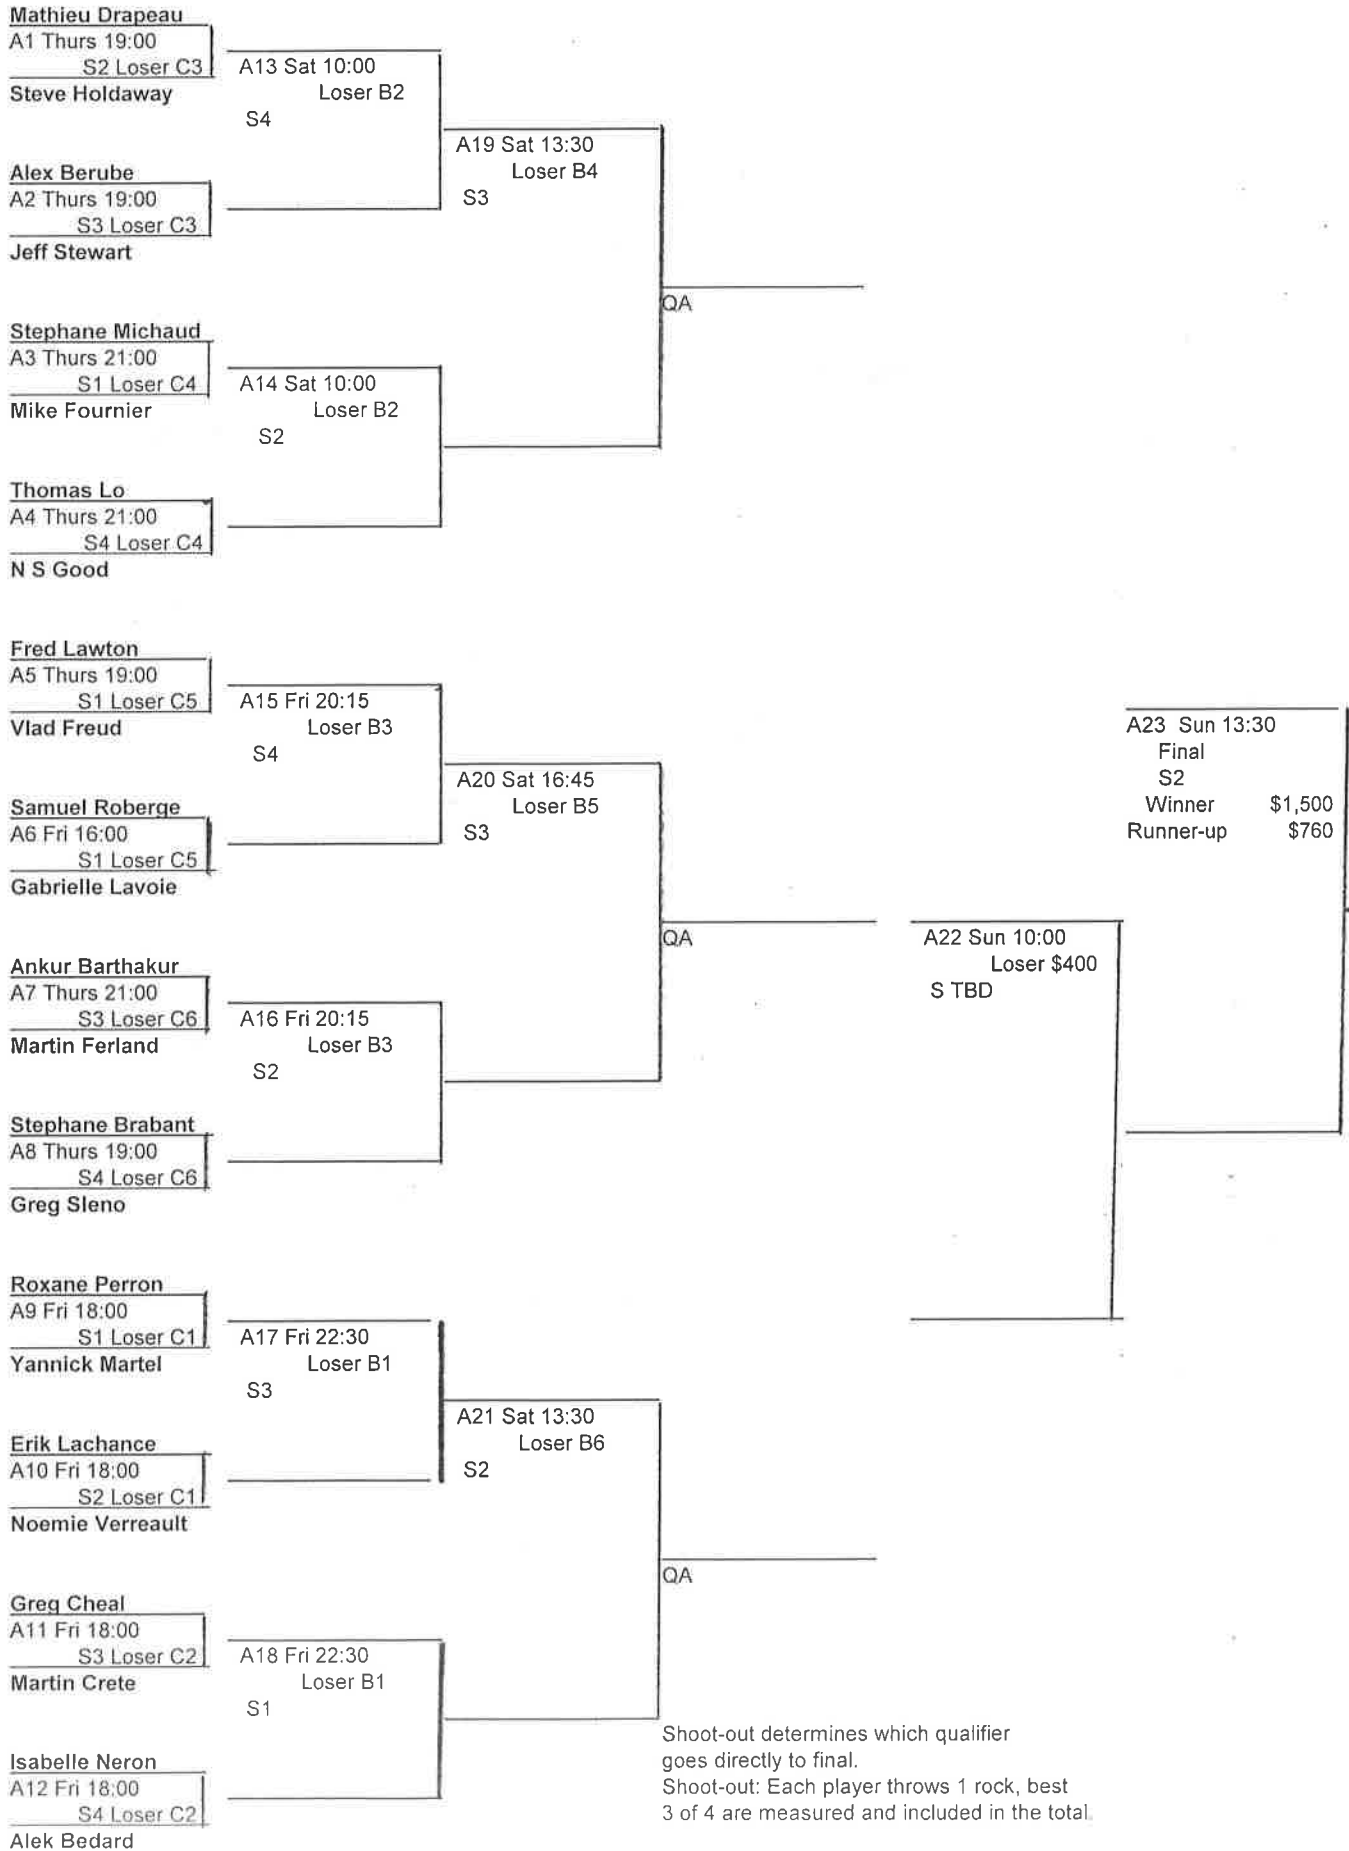 Mathieu Drapeau
A1 Thurs 19:00
S2 Loser C3
Steve Holdaway
Alex Berube
A2 Thurs 19:00
S3 Loser C3
Jeff Stewart
Stephane Michaud
A3 Thurs 21:00
S1 Loser C4
Mike Fournier
Thomas Lo
A4 Thurs 21:00
S4 Loser C4
N S Good
Fred Lawton
A5 Thurs 19:00
S1 Loser C5
Vlad Freud
Samuel Roberge
A6 Fri 16:00
S1 Loser C5
Gabrielle Lavoie
Ankur Barthakur
A7 Thurs 21:00
S3 Loser C6
Martin Ferland
Stephane Brabant
A8 Thurs 19:00
S4 Loser C6
Greg Sleno
Roxane Perron
A9 Fri 18:00
S1 Loser C1
Yannick Martel
Erik Lachance
A10 Fri 18:00
S2 Loser C1
Noemie Verreault
Greg Cheal
A11 Fri 18:00
S3 Loser C2
Martin Crete
Isabelle Neron
A12 Fri 18:00
S4 Loser C2
Alek Bedard
A13 Sat 10:00
Loser B2
S4
A14 Sat 10:00
Loser B2
S2
A15 Fri 20:15
Loser B3
S4
A16 Fri 20:15
Loser B3
S2
A17 Fri 22:30
Loser B1
S3
A18 Fri 22:30
Loser B1
S1
A19 Sat 13:30
Loser B4
S3
A20 Sat 16:45
Loser B5
S3
A21 Sat 13:30
Loser B6
S2
QA
QA
QA
A22 Sun 10:00
Loser $400
S TBD
A23 Sun 13:30
Final
S2
Winner $1,500
Runner-up $760
Shoot-out determines which qualifier
goes directly to final.
Shoot-out: Each player throws 1 rock, best
3 of 4 are measured and included in the total.